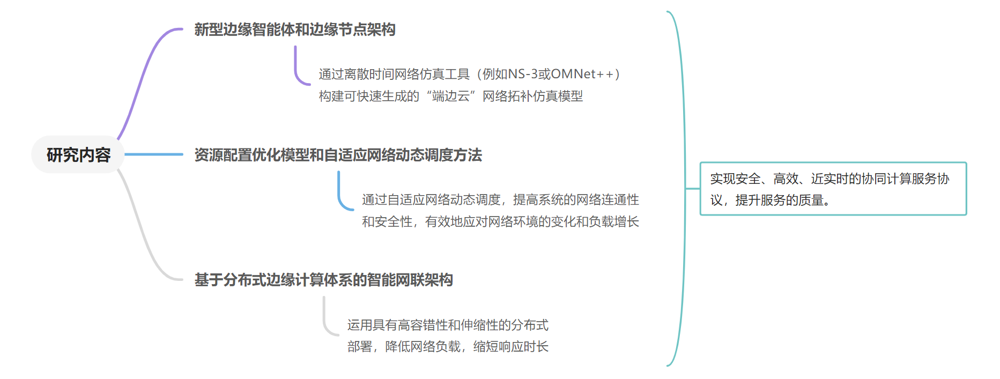 研究内容
新型边缘智能体和边缘节点架构
通过离散时间网络仿真工具（例如NS-3或OMNet++）
构建可快速生成的“端边云”网络拓补仿真模型
资源配置优化模型和自适应网络动态调度方法
通过自适应网络动态调度，提高系统的网络连通性
和安全性，有效地应对网络环境的变化和负载增长
基于分布式边缘计算体系的智能网联架构
运用具有高容错性和伸缩性的分布式
部署，降低网络负载，缩短响应时长
实现安全、高效、近实时的协同计算服务协
议，提升服务的质量。